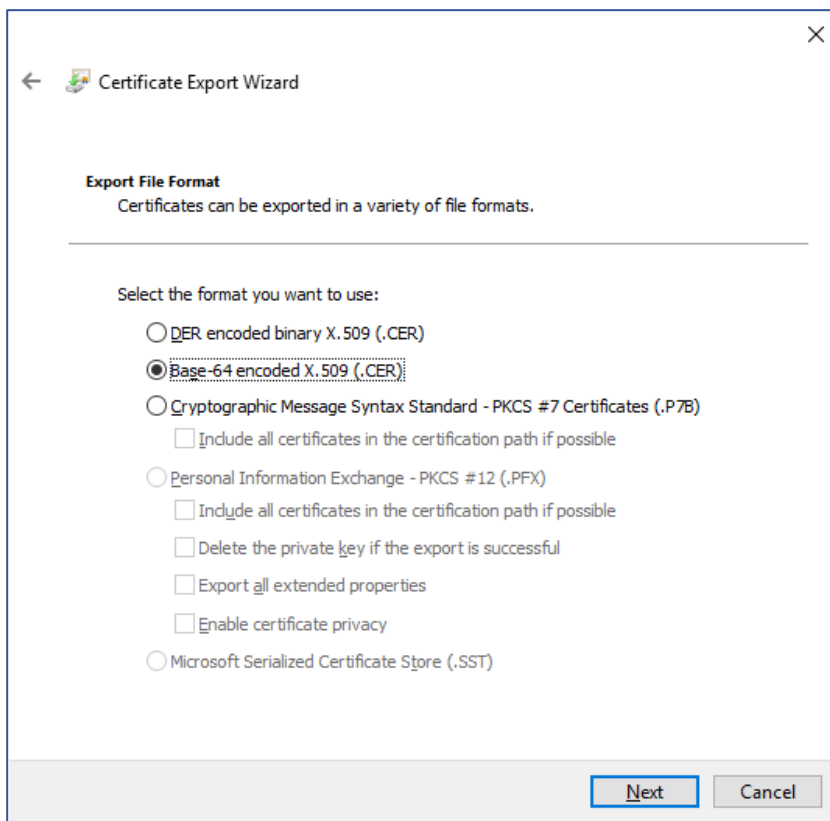 Certificate Export Wizard
Export File Format
Certificates can be exported in a variety of file formats.
Select the format you want to use:
DER encoded binary X.509 (.CER)
Base-64 encoded X.509 (.CER)
Cryptographic Message Syntax Standard - PKCS #7 Certificates (.P7B)
Include all certificates in the certification path if possible
Personal Information Exchange - PKCS #12 (.PFX)
Include all certificates in the certification path if possible
Delete the private key if the export is successful
Export all extended properties
Enable certificate privacy
Microsoft Serialized Certificate Store (.SST)
Next Cancel